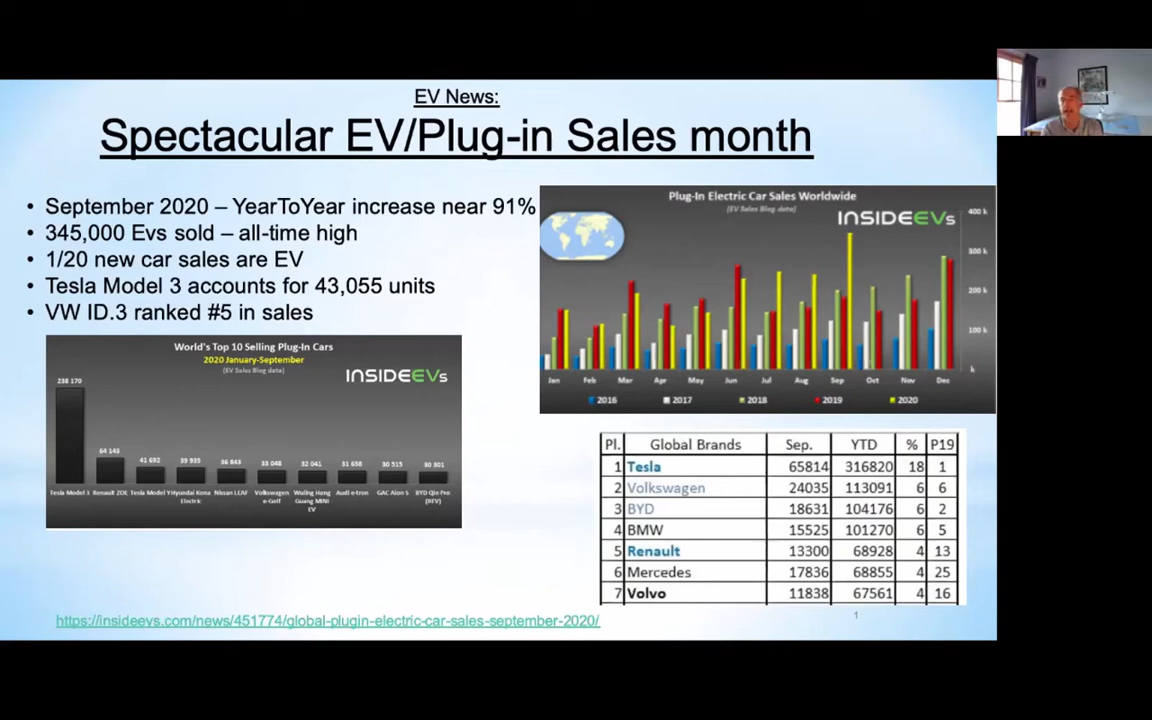 EV News:
Spectacular EV/Plug-in Sales month
• September 2020 – YearToYear increase near 91%
• 345,000 Evs sold – all-time high
• 1/20 new car sales are EV
• Tesla Model 3 accounts for 43,055 units
• VW ID.3 ranked #5 in sales
World's Top 10 Selling Plug-In Cars
2020 January-September
(EV Sales Blog data)
INSIDEEVs
238 170
64 143
41 692
39 935
36 843
33 048
32 041
31 658
30 515
30 301
Tesla Model 3 Renault ZOE Tesla Model Y Hyundai Kona Electric Nissan LEAF Volkswagen e-Golf Wuling Hong Guang MINI EV Audi e-tron GAC Aion S BYD Qin Pro (BEV)
Plug-In Electric Car Sales Worldwide
(EV Sales Blog data)
INSIDEEVs
400 k
300 k
200 k
100 k
k
Jan Feb Mar Apr May Jun Jul Aug Sep Oct Nov Dec
2016 2017 2018 2019 2020
Pl. Global Brands Sep. YTD % P19
1 Tesla 65814 316820 18 1
2 Volkswagen 24035 113091 6 6
3 BYD 18631 104176 6 2
4 BMW 15525 101270 6 5
5 Renault 13300 68928 4 13
6 Mercedes 17836 68855 4 25
7 Volvo 11838 67561 4 16
https://insideevs.com/news/451774/global-plugin-electric-car-sales-september-2020/
1